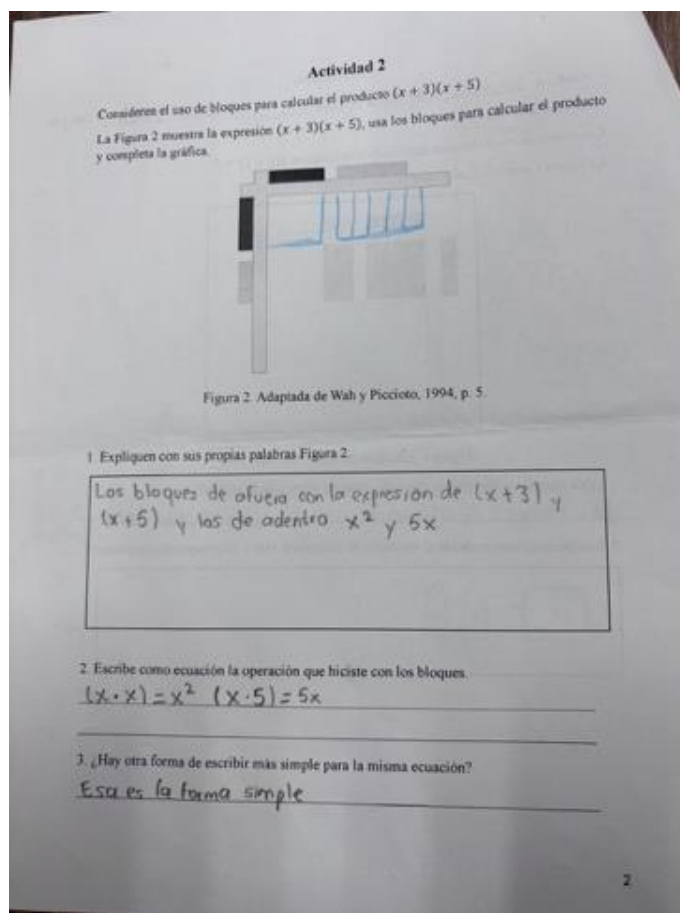 Actividad 2
Consideren el uso de bloques para calcular el producto (x + 3)(x + 5)
La Figura 2 muestra la expresión (x + 3)(x + 5), usa los bloques para calcular el producto
y completa la gráfica.
Figura 2. Adaptada de Wah y Piccioto, 1994, p. 5.
1 Expliquen con sus propias palabras Figura 2.
Los bloques de afuera con la expresion de (x+3) y
(x+5) y los de adentro x² y 5x
2. Escribe como ecuación la operación que hiciste con los bloques.
(x·x)=x² (x·5)=5x
3. ¿Hay otra forma de escribir más simple para la misma ecuación?
Esa es la forma simple
2